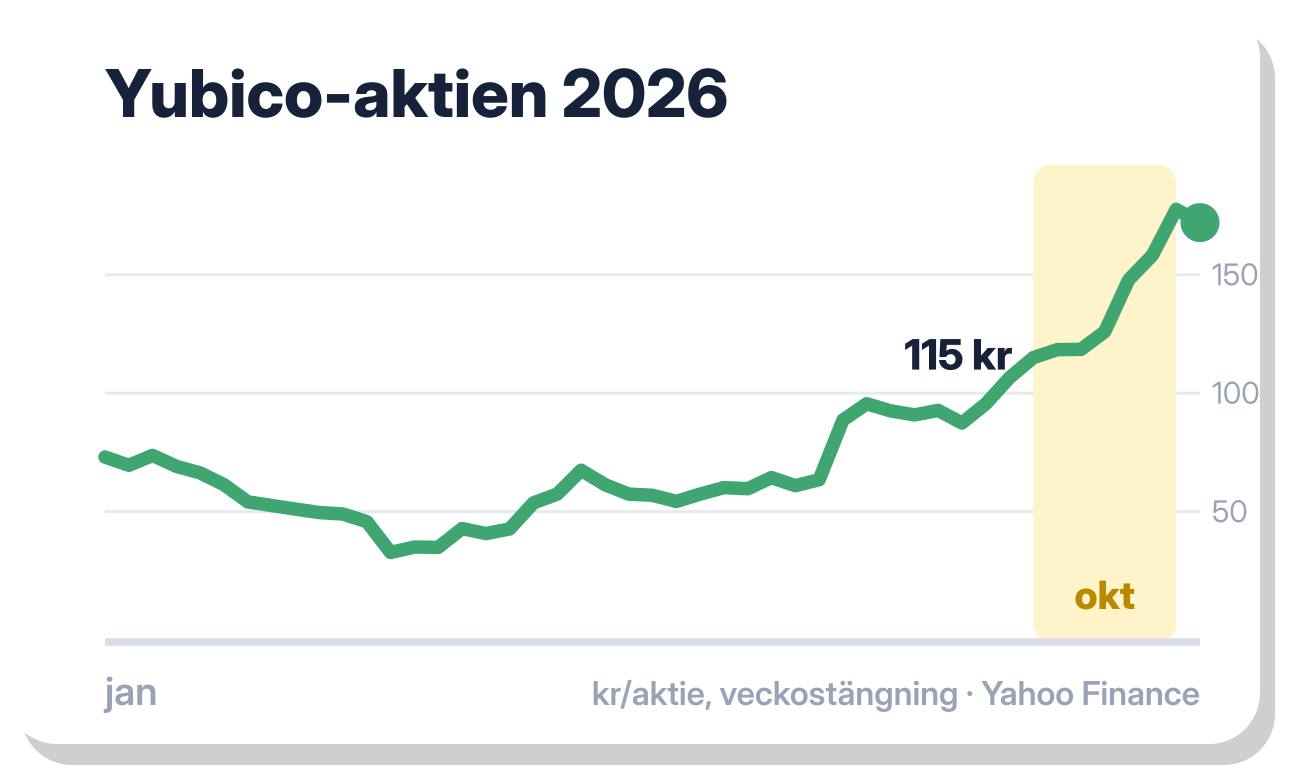 Yubico-aktien 2026
150
115 kr
100
50
okt
jan
kr/aktie, veckostängning · Yahoo Finance